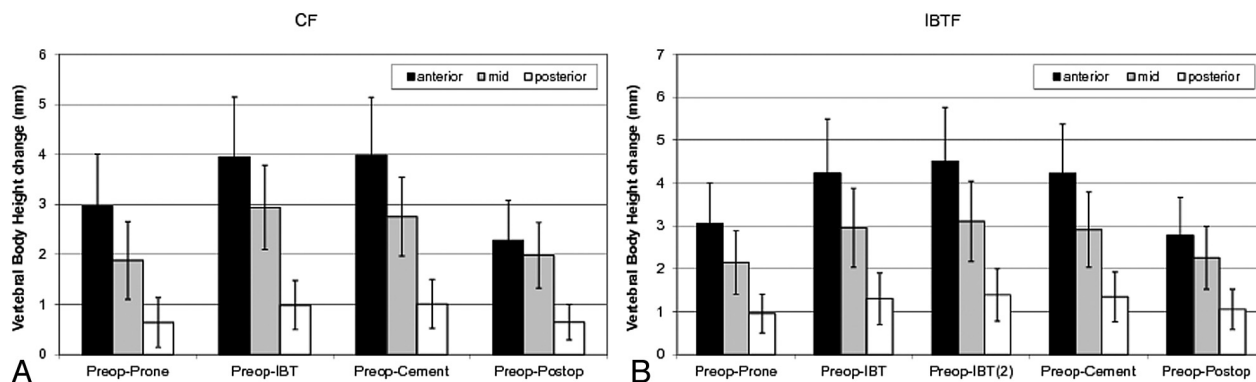 CF
6
5
4
3
2
1
0
Vertebral Body Height change (mm)
anterior mid posterior
Preop-Prone Preop-IBT Preop-Cement Preop-Postop
A
IBTF
7
6
5
4
3
2
1
0
Vertebral Body Height change (mm)
anterior mid posterior
Preop-Prone Preop-IBT Preop-IBT(2) Preop-Cement Preop-Postop
B